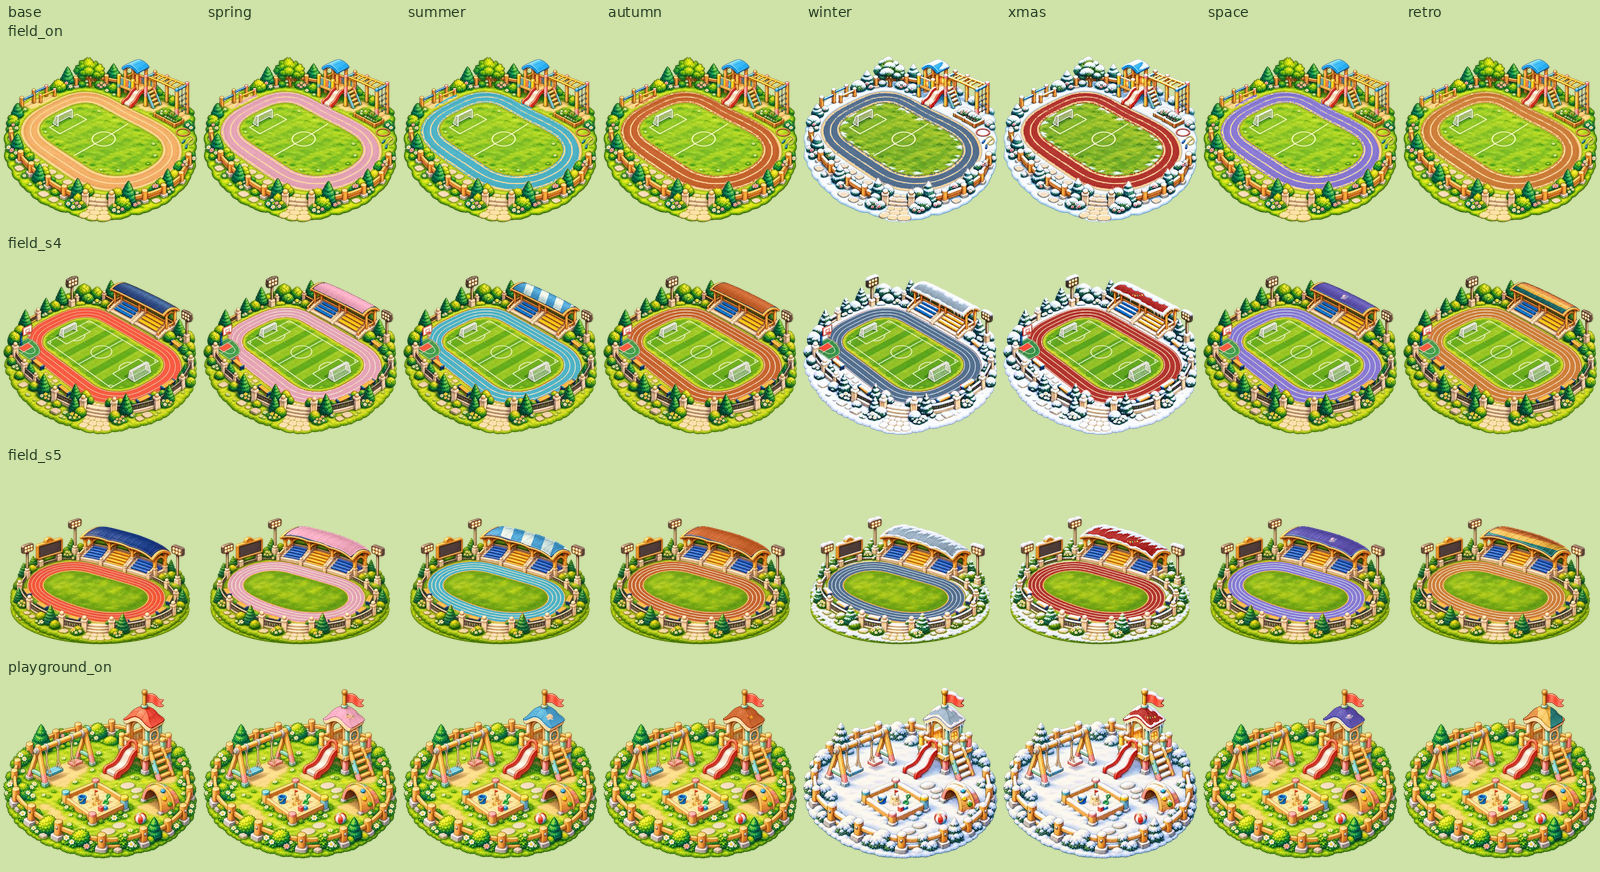 base spring summer autumn winter xmas space retro
field_on
field_s4
field_s5
playground_on